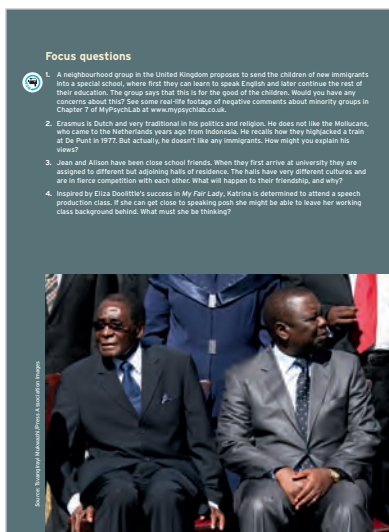 Focus questions
1. A neighbourhood group in the United Kingdom proposes to send the children of new immigrants
into a special school, where first they can learn to speak English and later continue the rest of
their education. The group says that this is for the good of the children. Would you have any
concerns about this? See some real-life footage of negative comments about minority groups in
Chapter 7 of MyPsychLab at www.mypsychlab.co.uk.
2. Erasmus is Dutch and very traditional in his politics and religion. He does not like the Mollucans,
who came to the Netherlands years ago from Indonesia. He recalls how they highjacked a train
at De Punt in 1977. But actually, he doesn't like any immigrants. How might you explain his
views?
3. Jean and Alison have been close school friends. When they first arrive at university they are
assigned to different but adjoining halls of residence. The halls have very different cultures and
are in fierce competition with each other. What will happen to their friendship, and why?
4. Inspired by Eliza Doolittle's success in My Fair Lady, Katrina is determined to attend a speech
production class. If she can get close to speaking posh she might be able to leave her working
class background behind. What must she be thinking?
Source: Tsvangirayi Mukwazhi/Press Association Images